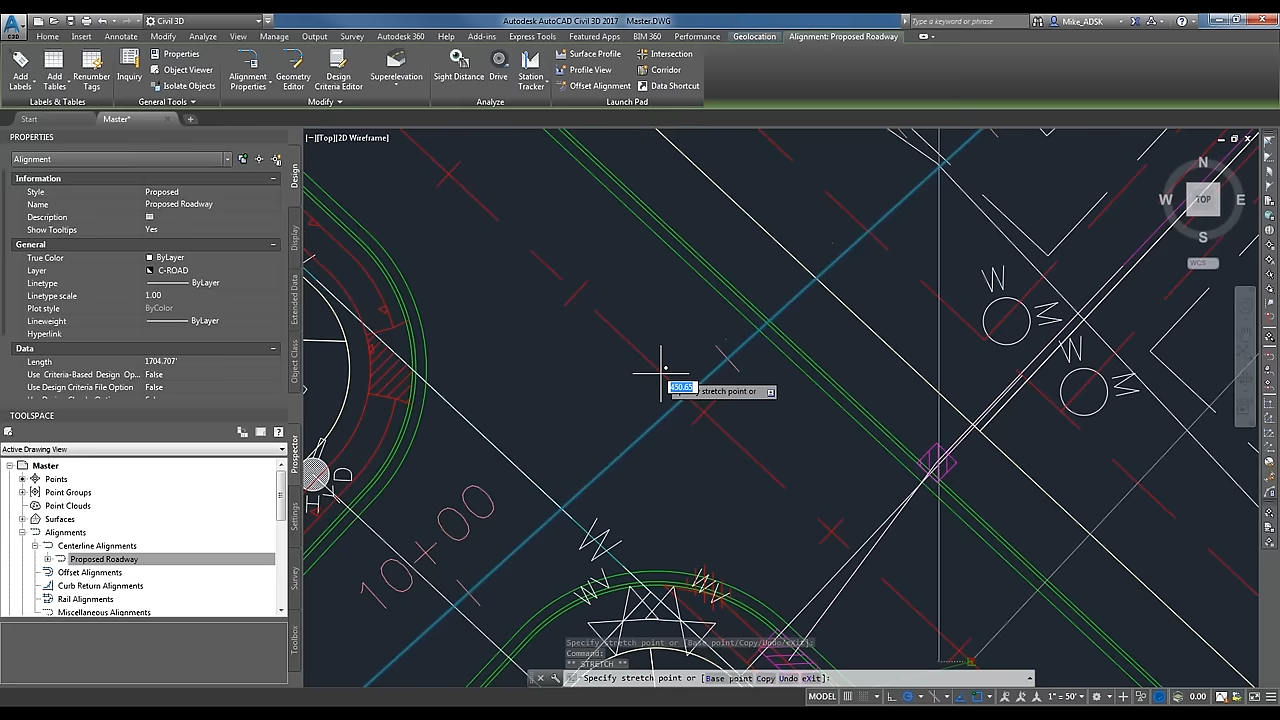 Civil 3D
Autodesk AutoCAD Civil 3D 2017 Master.DWG
Type a keyword or phrase
Mike_ADSK
C3D
Home Insert Annotate Modify Analyze View Manage Output Survey Autodesk 360 Help Add-ins Express Tools Featured Apps BIM 360 Performance Geolocation Alignment: Proposed Roadway
Add Labels
Add Tables
Renumber Tags
Inquiry
Properties
Object Viewer
Isolate Objects
Alignment Properties
Geometry Editor
Design Criteria Editor
Superelevation
Sight Distance
Drive
Station Tracker
Surface Profile
Profile View
Offset Alignment
Intersection
Corridor
Data Shortcut
Labels & Tables
General Tools
Modify
Analyze
Launch Pad
Start
Master*
PROPERTIES
[−][Top][2D Wireframe]
Alignment
Information
Style Proposed
Name Proposed Roadway
Description
Show Tooltips Yes
General
True Color ByLayer
Layer C-ROAD
Linetype ByLayer
Linetype scale 1.00
Plot style ByColor
Lineweight ByLayer
Hyperlink
Data
Length 1704.707'
Use Criteria-Based Design Op... False
Use Design Criteria File Option False
Design
Display
Extended Data
Object Class
TOOLSPACE
Active Drawing View
Master
Points
Point Groups
Point Clouds
Surfaces
Alignments
Centerline Alignments
Proposed Roadway
Offset Alignments
Curb Return Alignments
Rail Alignments
Miscellaneous Alignments
Prospector
Settings
Survey
Toolbox
N
W TOP E
S
WCS
W
W
W
W
450.65
stretch point or
HYD
10+00
W
W
W
Specify stretch point or [Base point/Copy/Undo/eXit]:
Command:
** STRETCH **
Specify stretch point or [Base point Copy Undo eXit]:
MODEL
1" = 50'
0.00